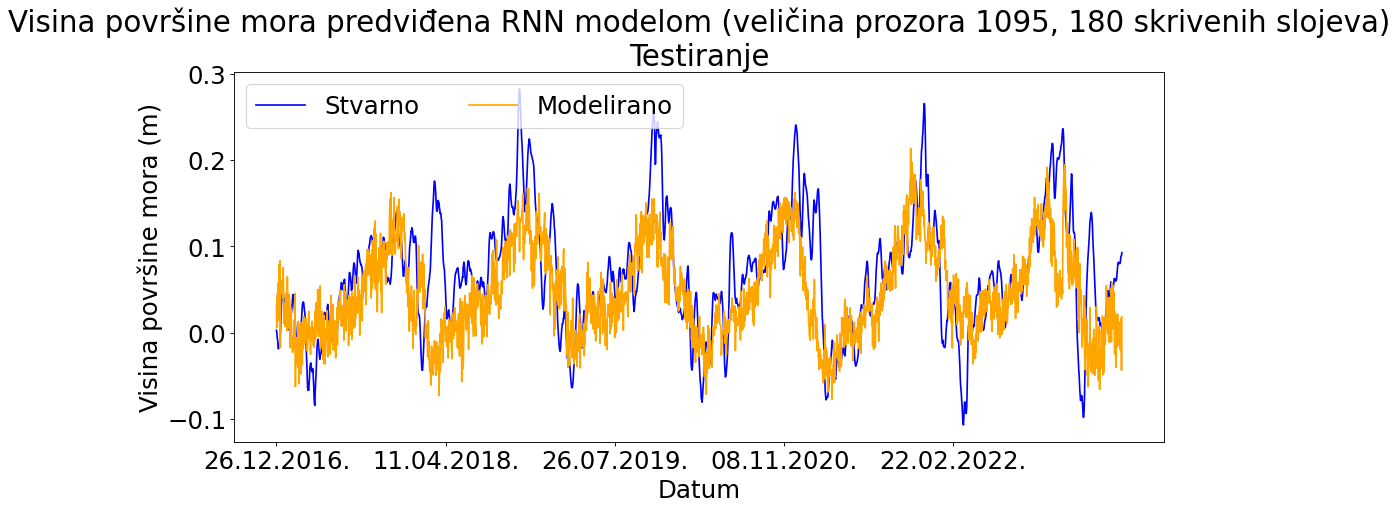 Visina površine mora predviđena RNN modelom (veličina prozora 1095, 180 skrivenih slojeva)
Testiranje
Stvarno Modelirano
Visina površine mora (m)
0.3
0.2
0.1
0.0
−0.1
26.12.2016. 11.04.2018. 26.07.2019. 08.11.2020. 22.02.2022.
Datum